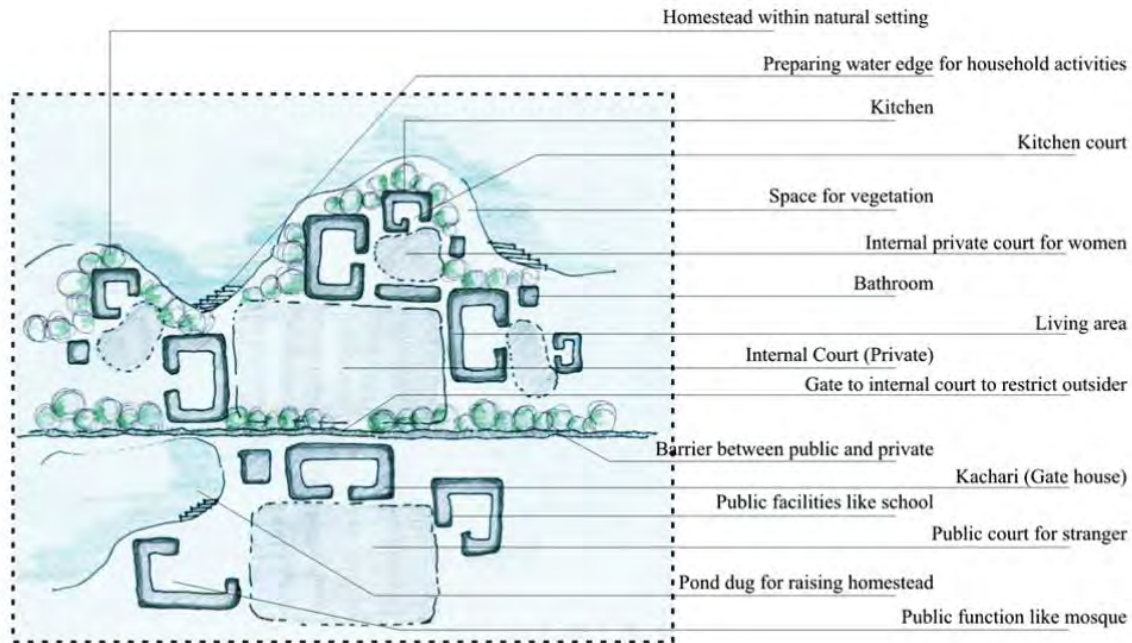 Homestead within natural setting
Preparing water edge for household activities
Kitchen
Kitchen court
Space for vegetation
Internal private court for women
Bathroom
Living area
Internal Court (Private)
Gate to internal court to restrict outsider
Barrier between public and private
Kachari (Gate house)
Public facilities like school
Public court for stranger
Pond dug for raising homestead
Public function like mosque